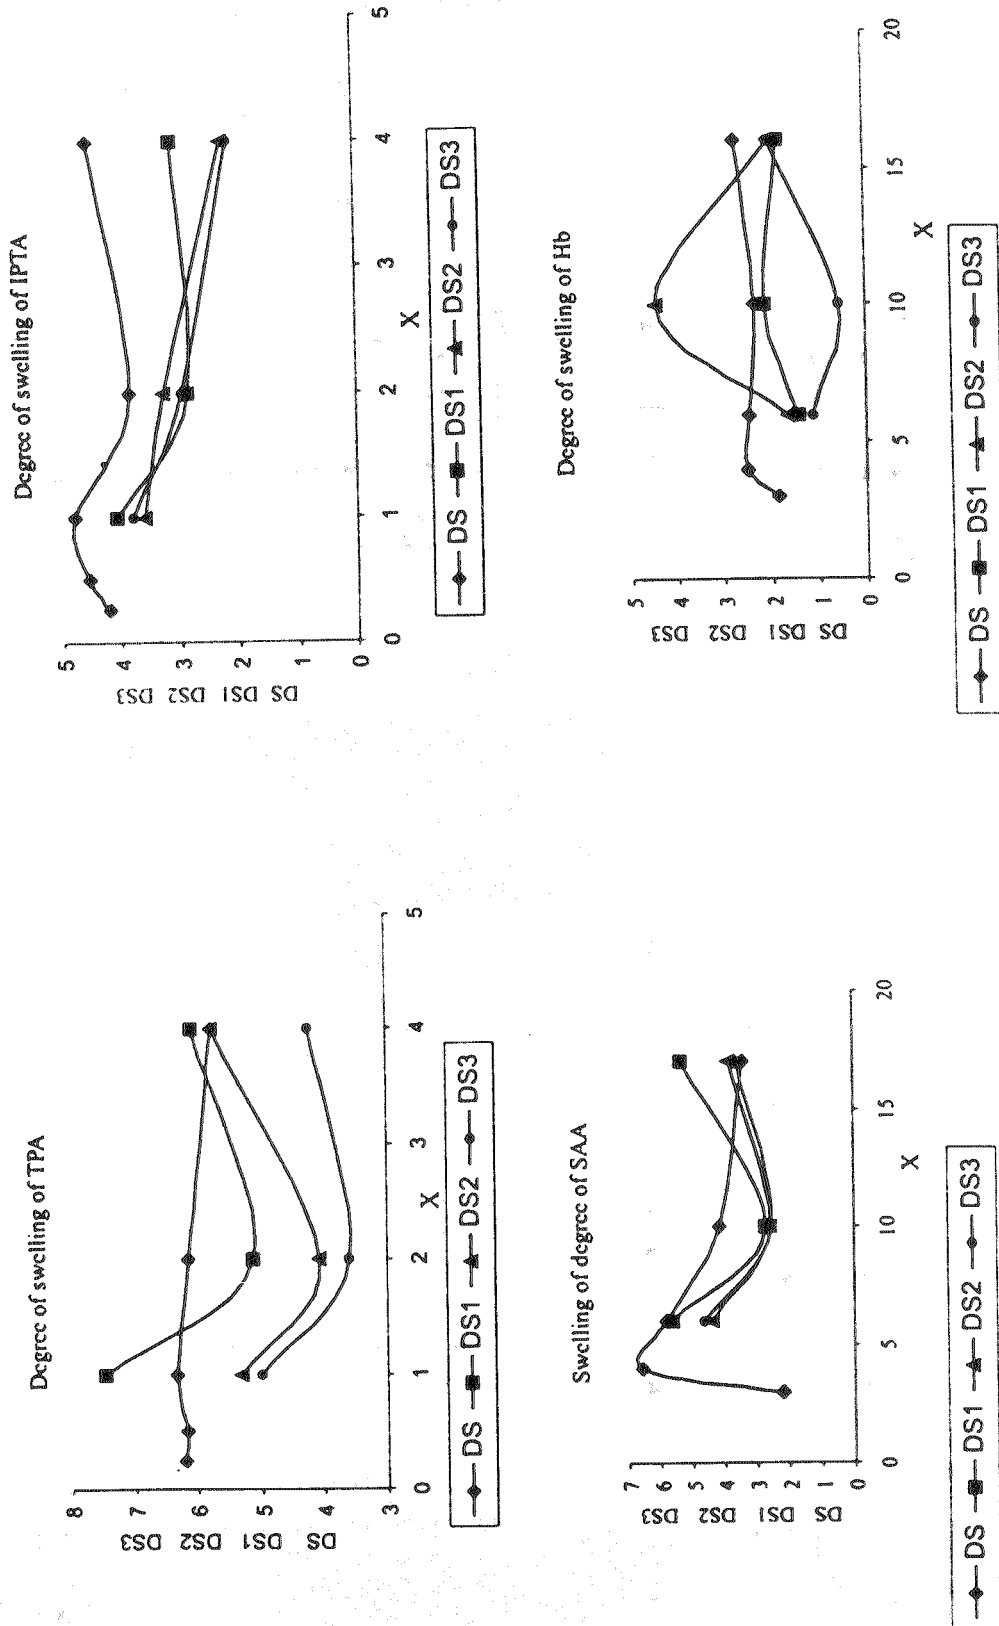 Degree of swelling of TPA
8
7
6
5
4
3
DS DS1 DS2 DS3
0 1 2 3 4 5
X
DS DS1 DS2 DS3
Degree of swelling of IPTA
5
4
3
2
1
0
DS DS1 DS2 DS3
0 1 2 3 4 5
X
DS DS1 DS2 DS3
Swelling of degree of SAA
7
6
5
4
3
2
1
0
DS DS1 DS2 DS3
0 5 10 15 20
X
DS DS1 DS2 DS3
Degree of swelling of Hb
5
4
3
2
1
0
DS DS1 DS2 DS3
0 5 10 15 20
X
DS DS1 DS2 DS3